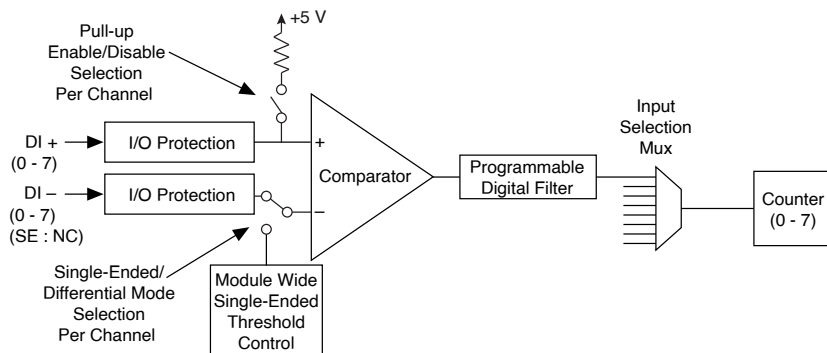 +5 V
Pull-up
Enable/Disable
Selection
Per Channel
DI +
(0 - 7)
I/O Protection
+
DI −
(0 - 7)
(SE : NC)
I/O Protection
−
Comparator
Programmable
Digital Filter
Input
Selection
Mux
Counter
(0 - 7)
Single-Ended/
Differential Mode
Selection
Per Channel
Module Wide
Single-Ended
Threshold
Control